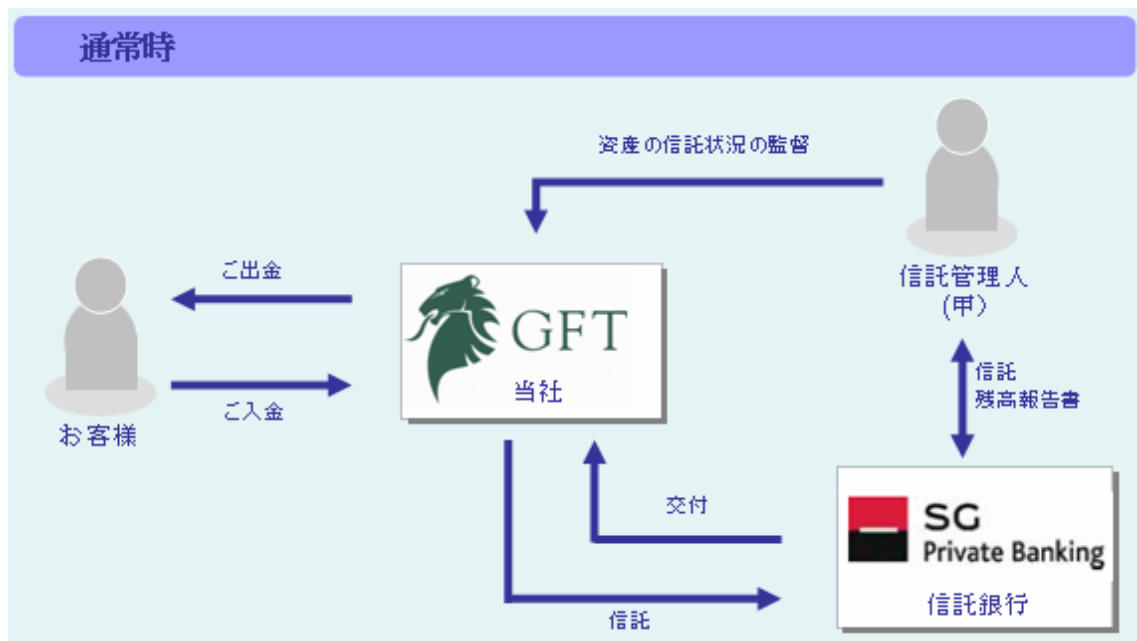 通常時
資産の信託状況の監督
信託管理人
(甲)
ご出金
GFT
当社
ご入金
お客様
信託
残高報告書
交付
SG
Private Banking
信託銀行
信託